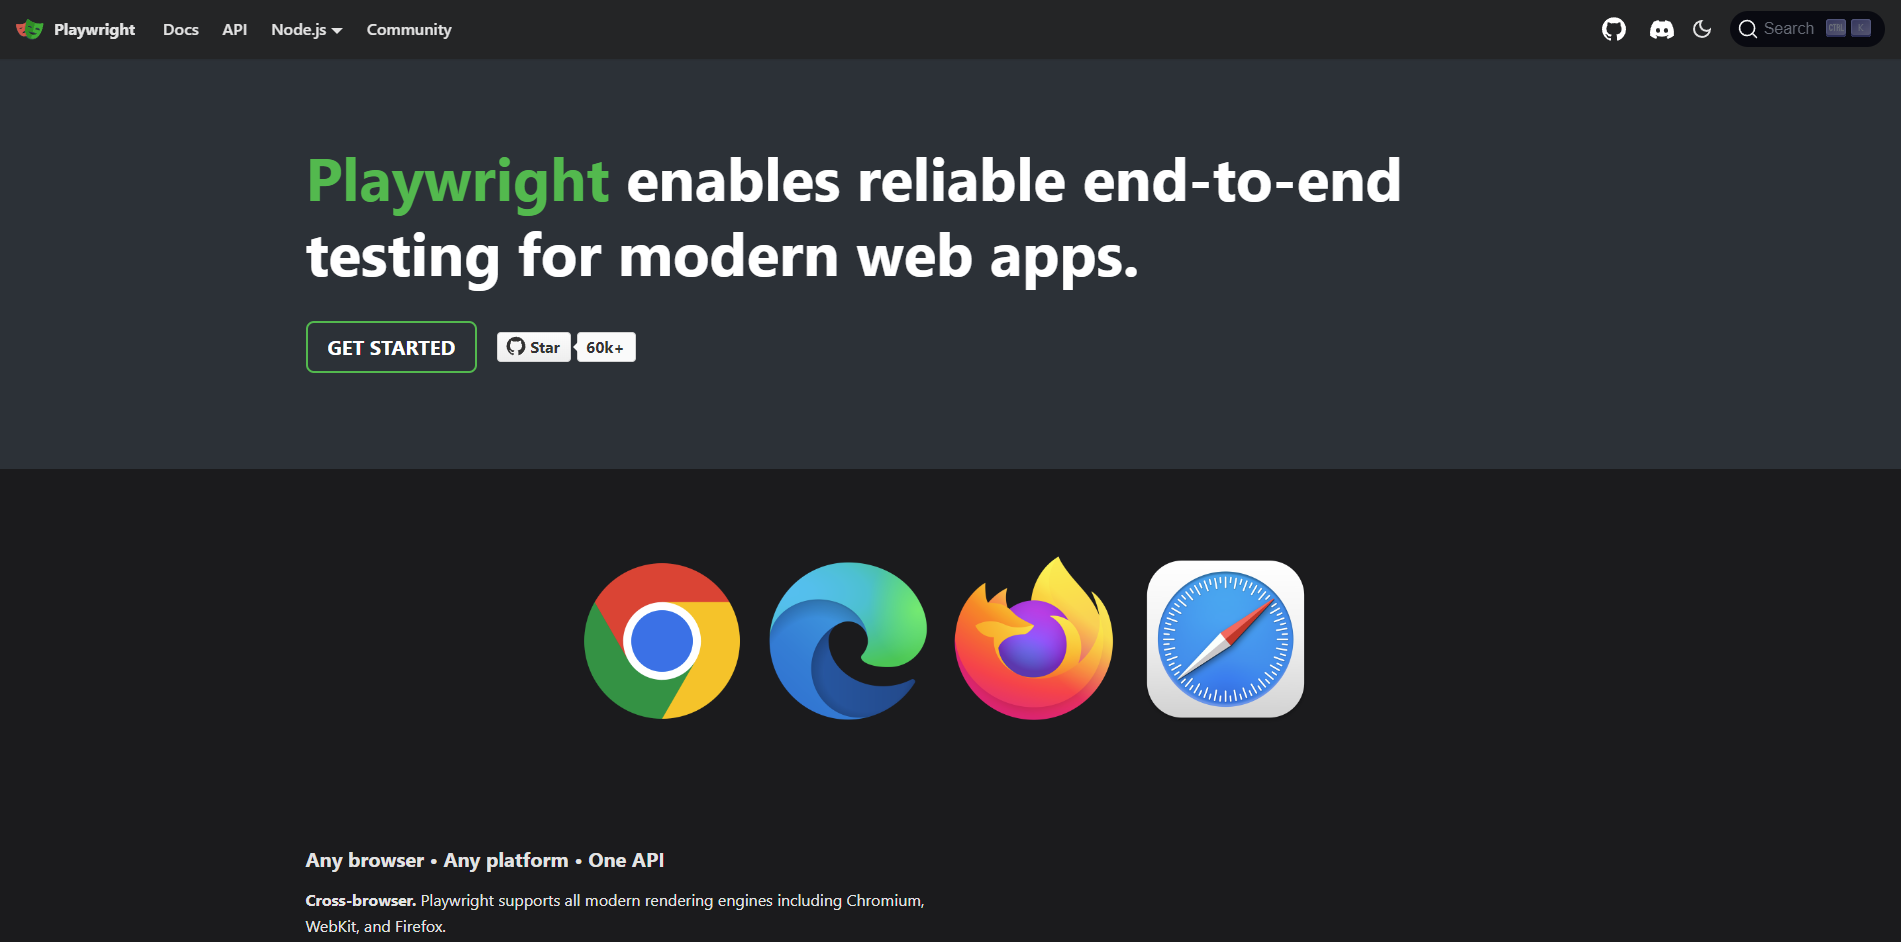 Playwright Docs API Node.js Community Search CTRL K
Playwright enables reliable end-to-end
testing for modern web apps.
GET STARTED Star 60k+
Any browser • Any platform • One API
Cross-browser. Playwright supports all modern rendering engines including Chromium,
WebKit, and Firefox.